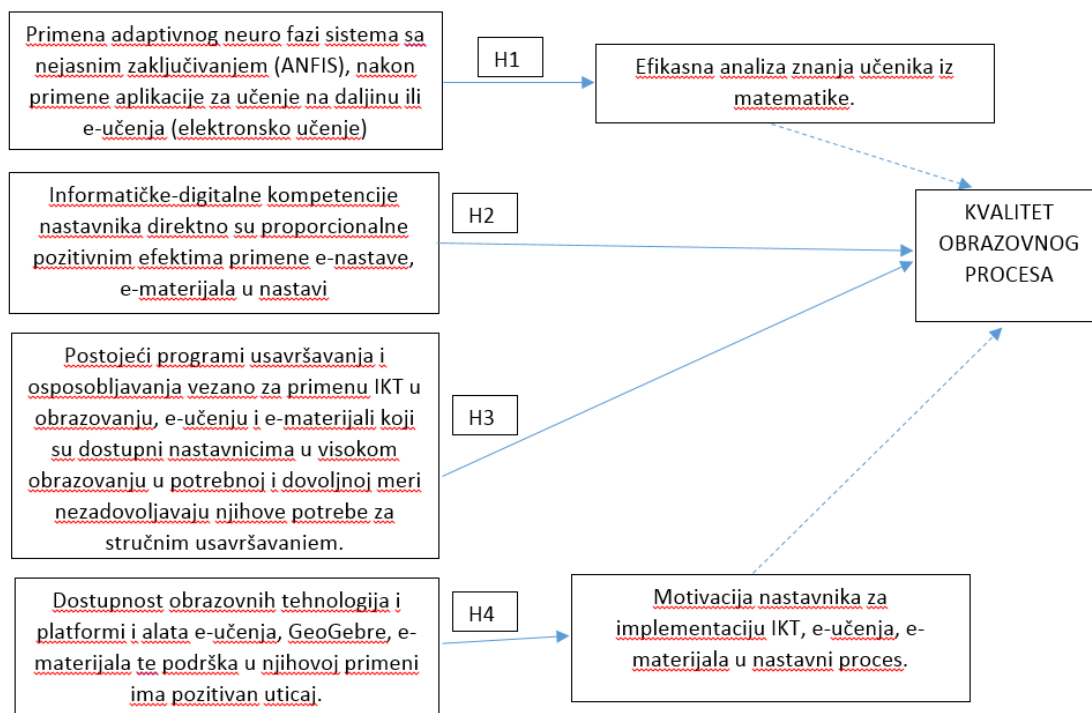 Primena adaptivnog neuro fazi sistema sa
nejasnim zaključivanjem (ANFIS), nakon
primene aplikacije za učenje na daljinu ili
e-učenja (elektronsko učenje)
H1
Efikasna analiza znanja učenika iz
matematike.
Informatičke-digitalne kompetencije
nastavnika direktno su proporcionalne
pozitivnim efektima primene e-nastave,
e-materijala u nastavi
H2
KVALITET
OBRAZOVNOG
PROCESA
Postojeći programi usavršavanja i
osposobljavanja vezano za primenu IKT u
obrazovanju, e-učenju i e-materijali koji
su dostupni nastavnicima u visokom
obrazovanju u potrebnoj i dovoljnoj meri
nezadovoljavaju njihove potrebe za
stručnim usavršavanjem.
H3
Dostupnost obrazovnih tehnologija i
platformi i alata e-učenja, GeoGebre, e-
materijala te podrška u njihovoj primeni
ima pozitivan uticaj.
H4
Motivacija nastavnika za
implementaciju IKT, e-učenja, e-
materijala u nastavni proces.